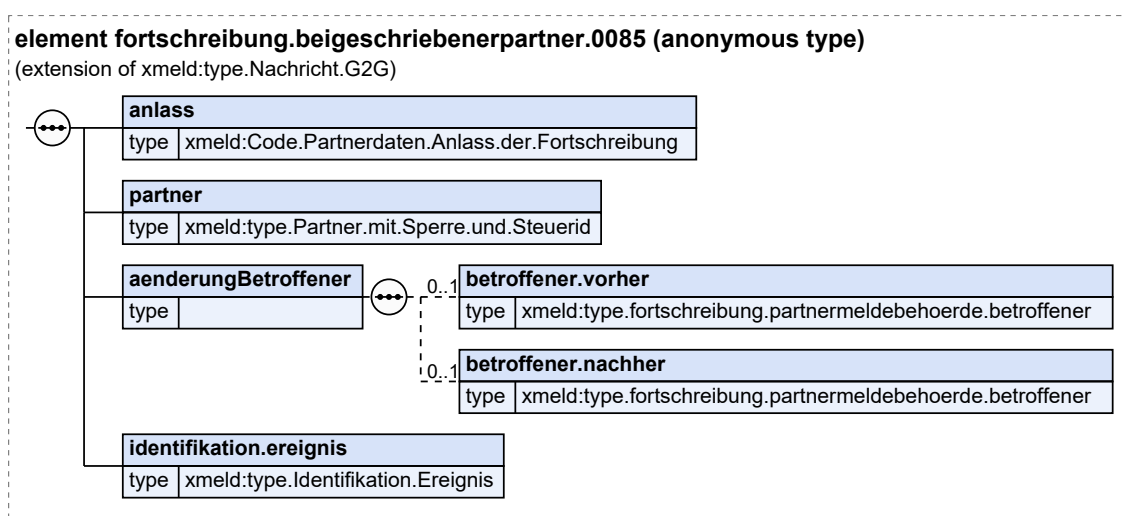 element fortschreibung.beigeschriebenerpartner.0085 (anonymous type)
(extension of xmeld:type.Nachricht.G2G)
anlass
type xmeld:Code.Partnerdaten.Anlass.der.Fortschreibung
partner
type xmeld:type.Partner.mit.Sperre.und.Steuerid
aenderungBetroffener
type
0..1 betroffener.vorher
type xmeld:type.fortschreibung.partnermeldebehoerde.betroffener
0..1 betroffener.nachher
type xmeld:type.fortschreibung.partnermeldebehoerde.betroffener
identifikation.ereignis
type xmeld:type.Identifikation.Ereignis